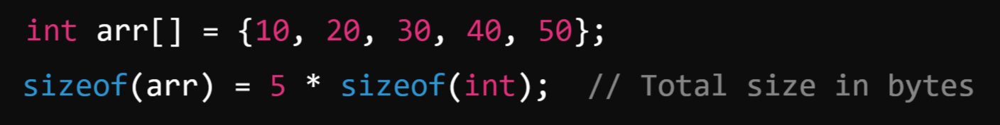 int arr[] = {10, 20, 30, 40, 50};
sizeof(arr) = 5 * sizeof(int);  // Total size in bytes